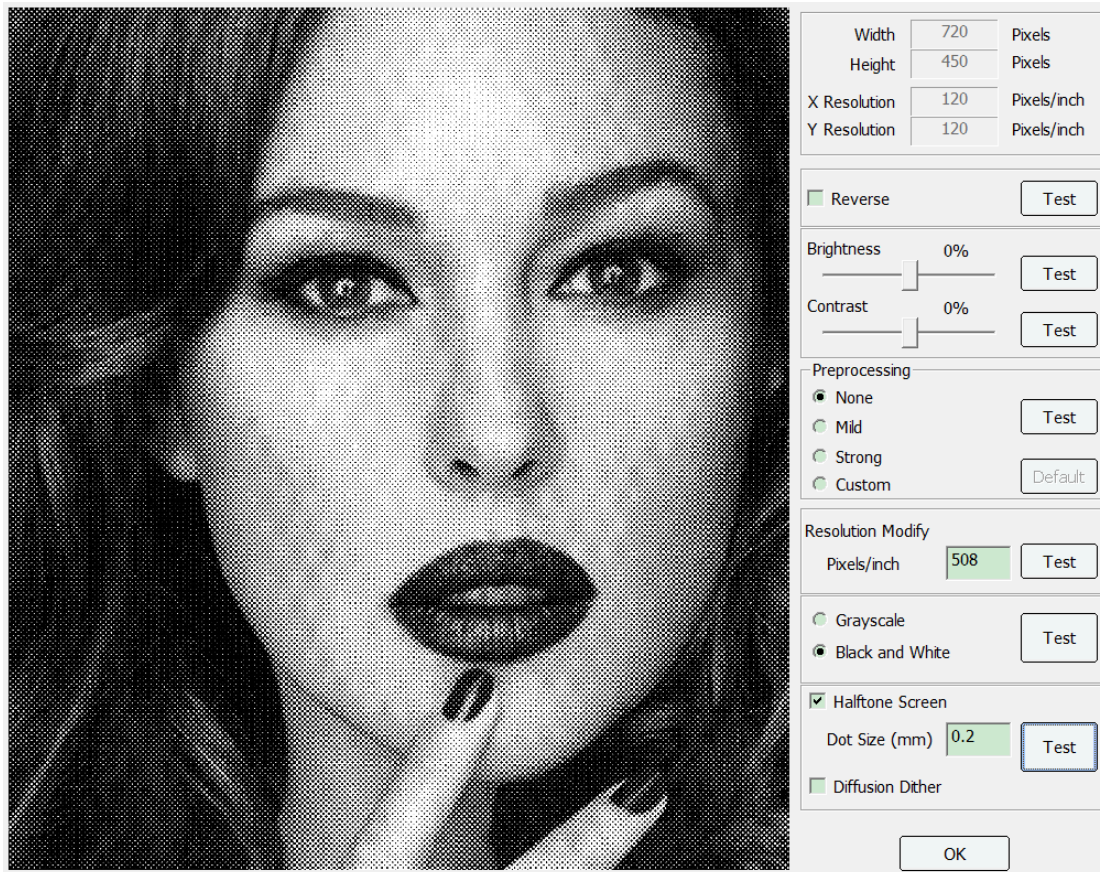 Width 720 Pixels
Height 450 Pixels
X Resolution 120 Pixels/inch
Y Resolution 120 Pixels/inch
Reverse Test
Brightness 0%
Test
Contrast 0%
Test
Preprocessing
None
Mild Test
Strong
Custom Default
Resolution Modify
Pixels/inch 508 Test
Grayscale
Test
Black and White
Halftone Screen
Dot Size (mm) 0.2 Test
Diffusion Dither
OK